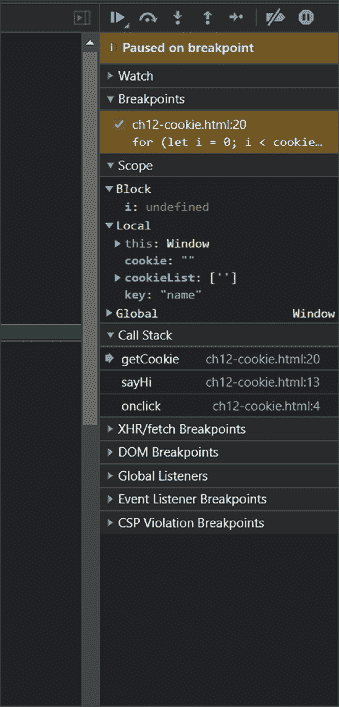 Paused on breakpoint
Watch
Breakpoints
ch12-cookie.html:20
for (let i = 0; i < cookie…
Scope
Block
i: undefined
Local
this: Window
cookie: ""
cookieList: ['']
key: "name"
Global Window
Call Stack
getCookie ch12-cookie.html:20
sayHi ch12-cookie.html:13
onclick ch12-cookie.html:4
XHR/fetch Breakpoints
DOM Breakpoints
Global Listeners
Event Listener Breakpoints
CSP Violation Breakpoints